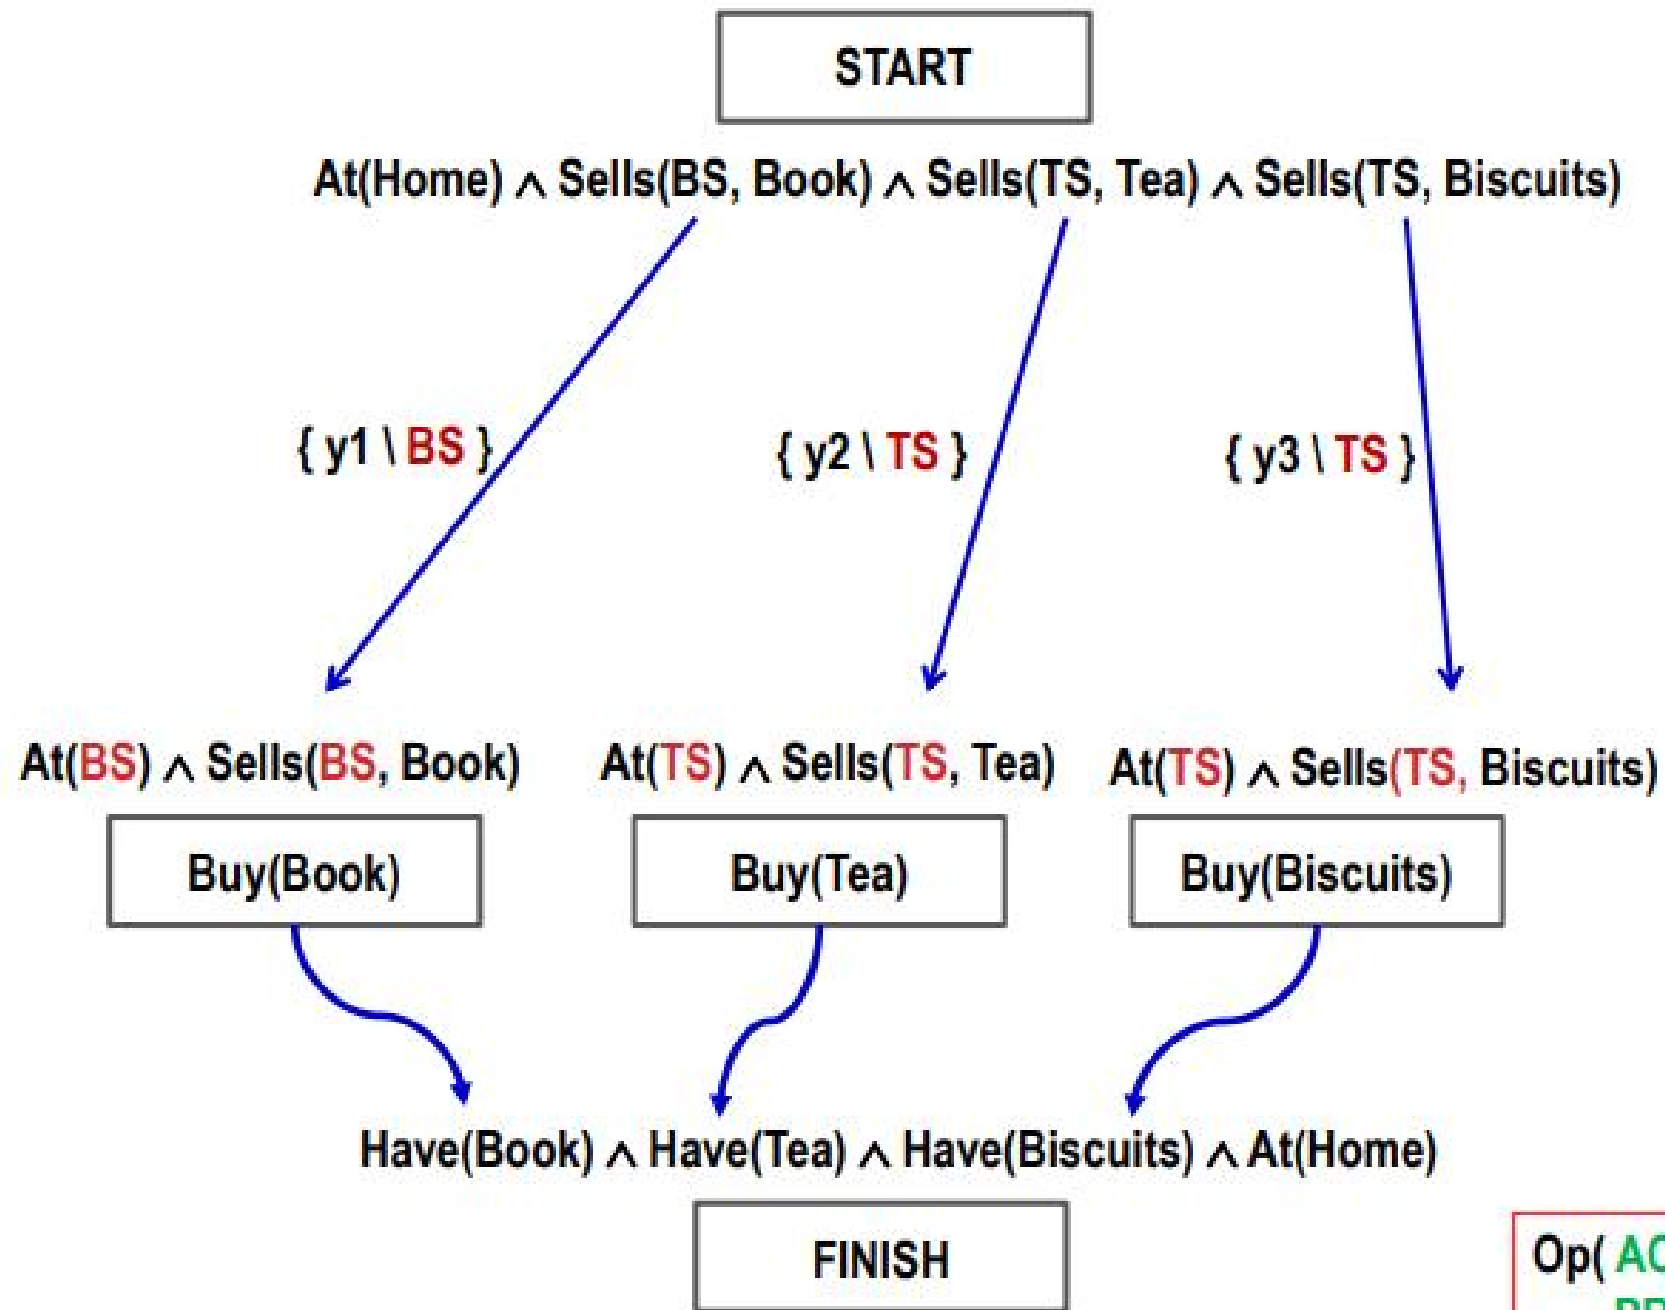 START
At(Home) ∧ Sells(BS, Book) ∧ Sells(TS, Tea) ∧ Sells(TS, Biscuits)
{ y1 \ BS } { y2 \ TS } { y3 \ TS }
At(BS) ∧ Sells(BS, Book) At(TS) ∧ Sells(TS, Tea) At(TS) ∧ Sells(TS, Biscuits)
Buy(Book) Buy(Tea) Buy(Biscuits)
Have(Book) ∧ Have(Tea) ∧ Have(Biscuits) ∧ At(Home)
FINISH
Op(